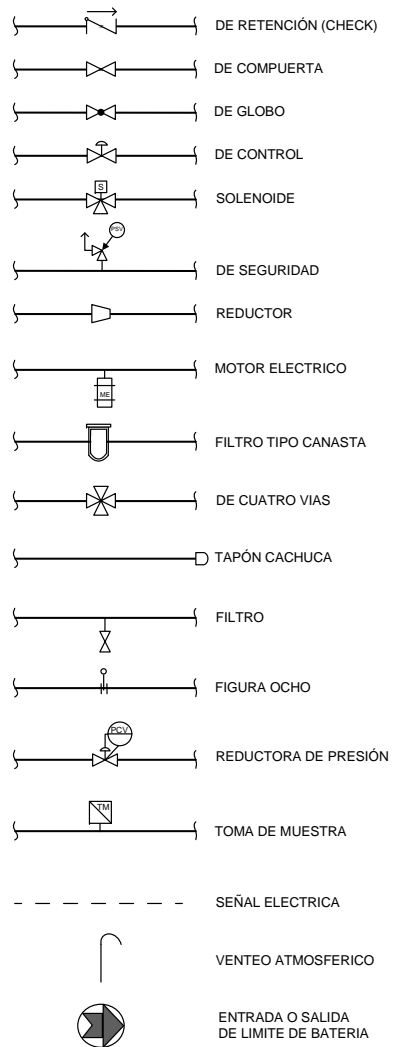 DE RETENCIÓN (CHECK)
DE COMPUERTA
DE GLOBO
DE CONTROL
S
SOLENOIDE
PSV
DE SEGURIDAD
REDUCTOR
MOTOR ELECTRICO
ME
FILTRO TIPO CANASTA
DE CUATRO VIAS
TAPÓN CACHUCA
FILTRO
FIGURA OCHO
PCV
REDUCTORA DE PRESIÓN
TM
TOMA DE MUESTRA
SEÑAL ELECTRICA
VENTEO ATMOSFERICO
ENTRADA O SALIDA
DE LIMITE DE BATERIA